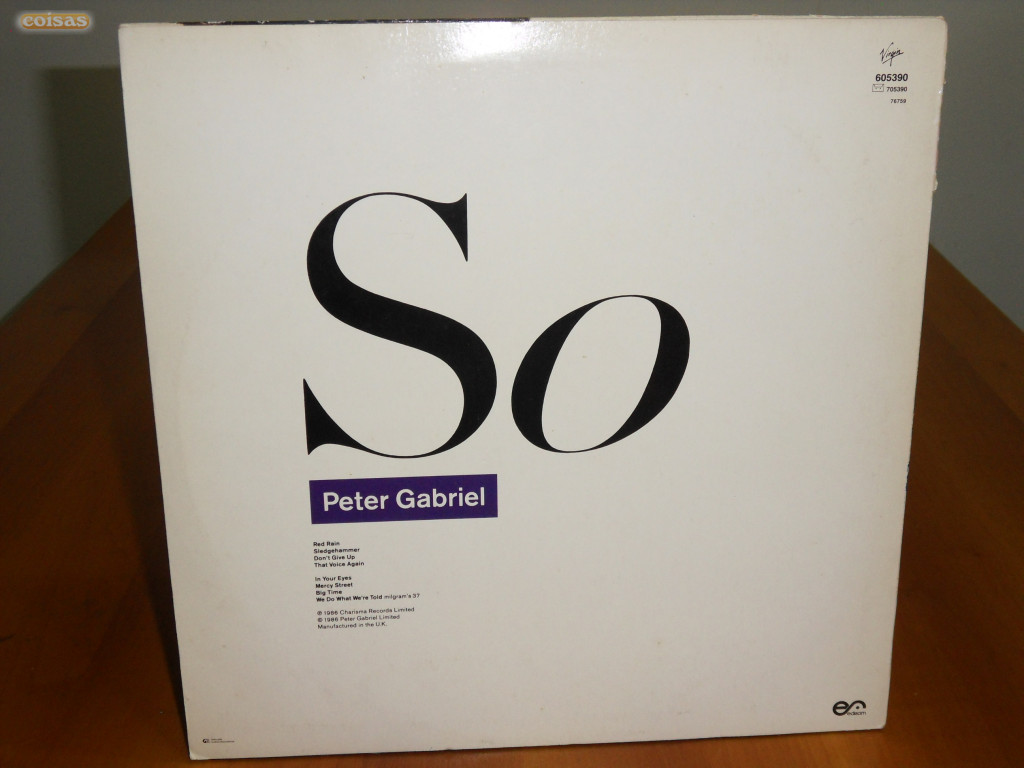 coisas
Virgin
605390
705390
76759
So
Peter Gabriel
Red Rain
Sledgehammer
Don't Give Up
That Voice Again
In Your Eyes
Mercy Street
Big Time
We Do What We're Told milgram's 37
℗ 1986 Charisma Records Limited
© 1986 Peter Gabriel Limited
Manufactured in the U.K.
edisom